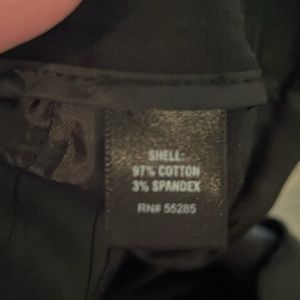 SHELL:
97% COTTON
3% SPANDEX
RN# 55285